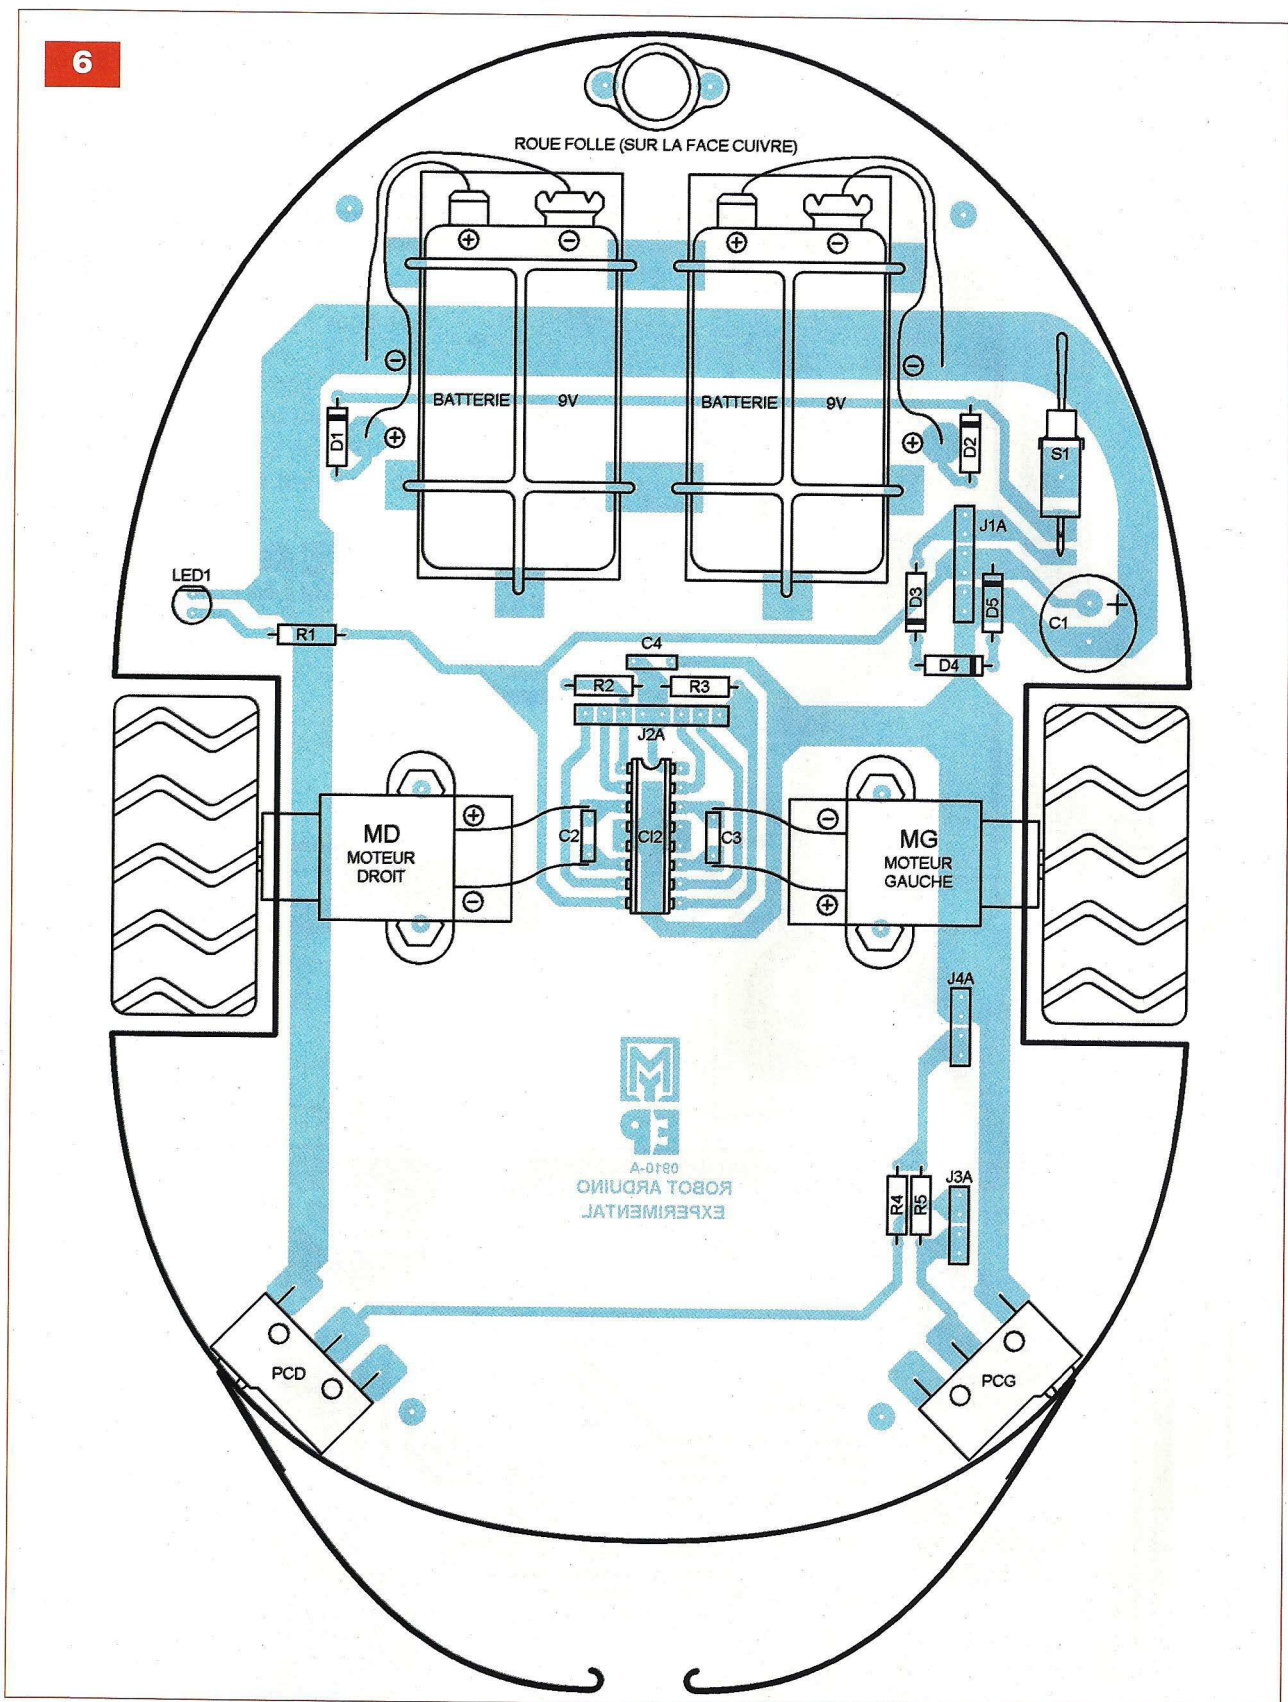 6
ROUE FOLLE (SUR LA FACE CUIVRE)
+
−
+
−
−
−
BATTERIE 9V
BATTERIE 9V
D1
+
+
D2
S1
J1A
LED1
R1
D3
D5
C1
+
C4
D4
R2
R3
J2A
MD
MOTEUR
DROIT
+
−
C2
CI2
C3
−
+
MG
MOTEUR
GAUCHE
J4A
MY
EP
0910-A
ROBOT ARDUINO
EXPERIMENTAL
R4
R5
J3A
PCD
PCG